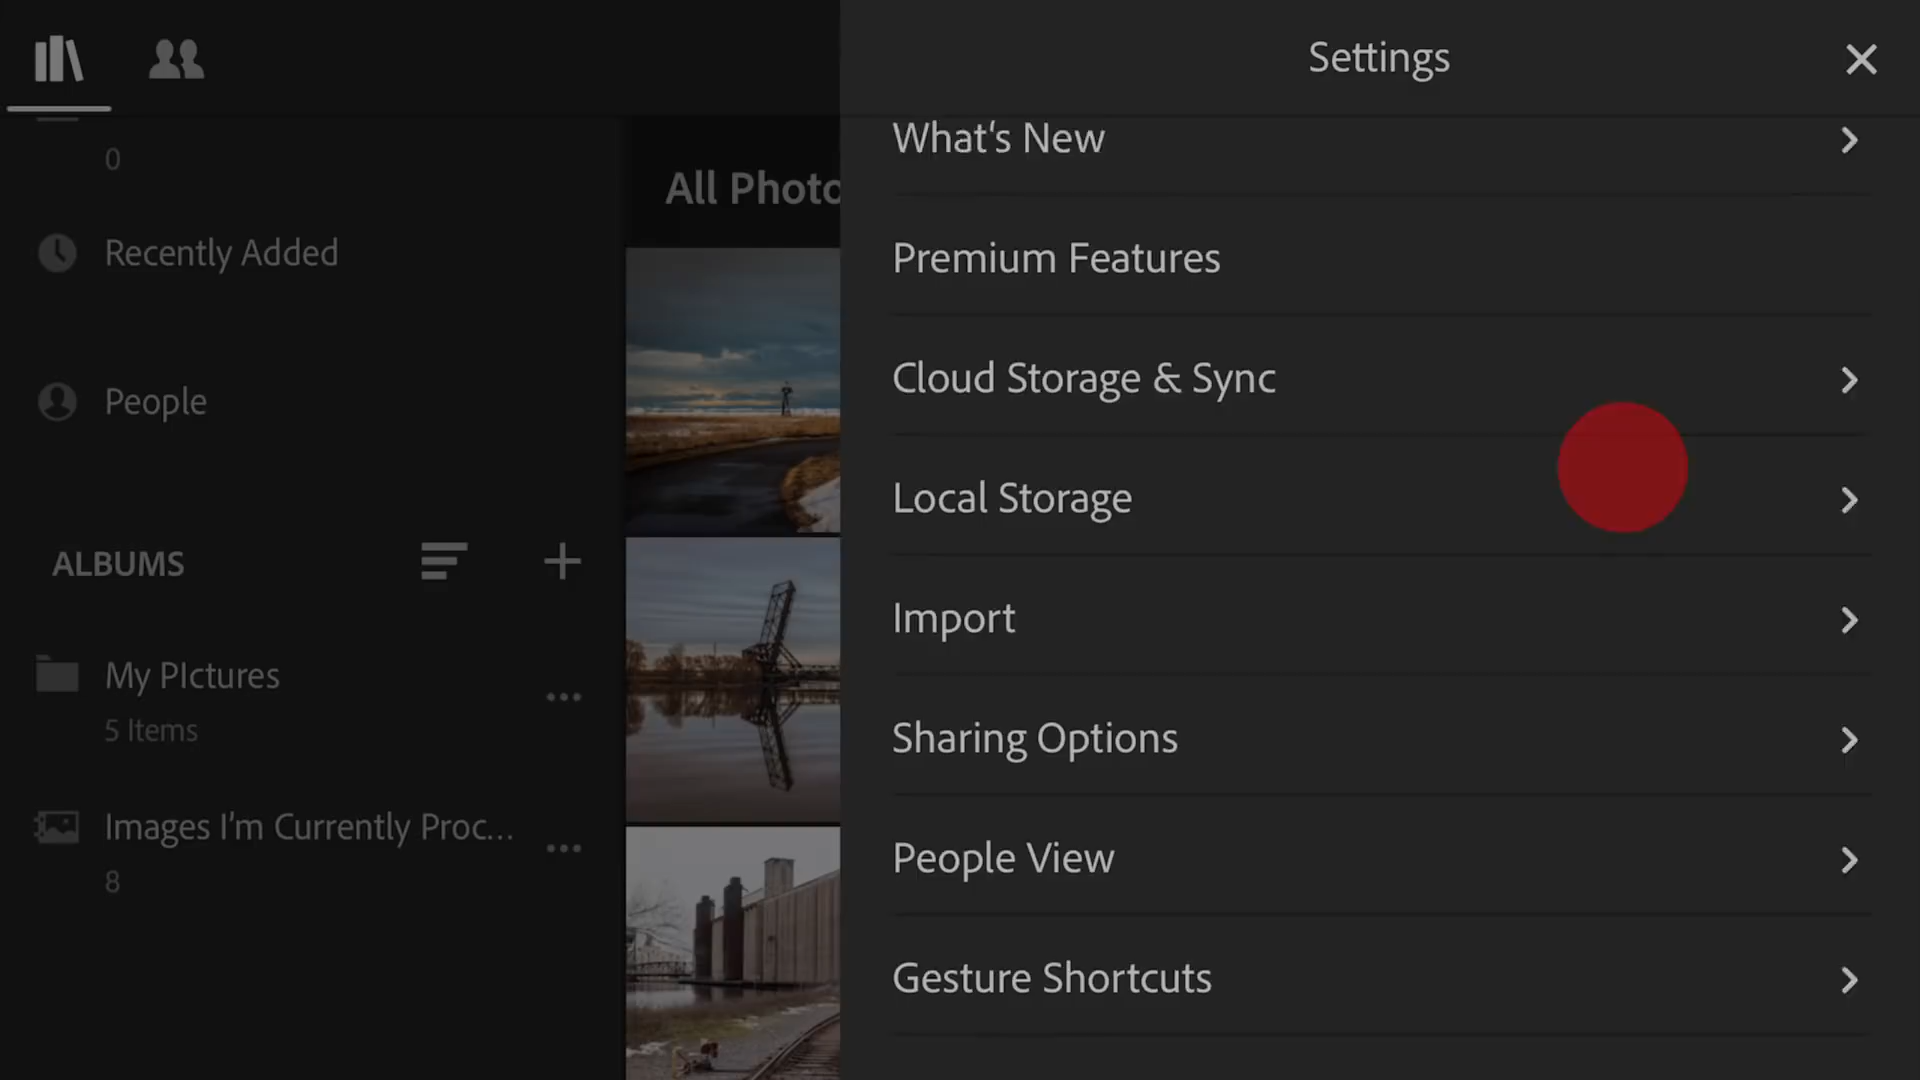 Settings
0
Recently Added
People
ALBUMS
My PIctures
5 Items
Images I'm Currently Proc...
8
All Photo
What's New
Premium Features
Cloud Storage & Sync
Local Storage
Import
Sharing Options
People View
Gesture Shortcuts